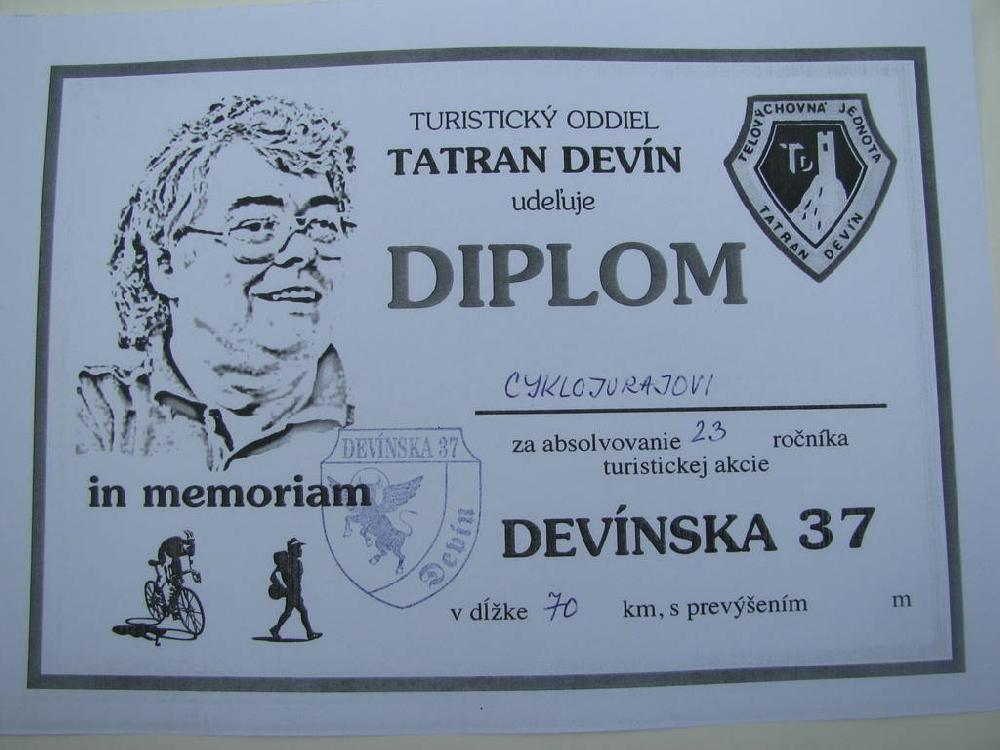 TURISTICKÝ ODDIEL
TATRAN DEVÍN
udeľuje
DIPLOM
TELOVÝCHOVNÁ JEDNOTA
TD
TATRAN DEVÍN
CYKLOJURAJOVI
za absolvovanie 23 ročníka
turistickej akcie
DEVÍNSKA 37
v dĺžke 70 km, s prevýšením m
in memoriam
DEVÍNSKA 37
Devín